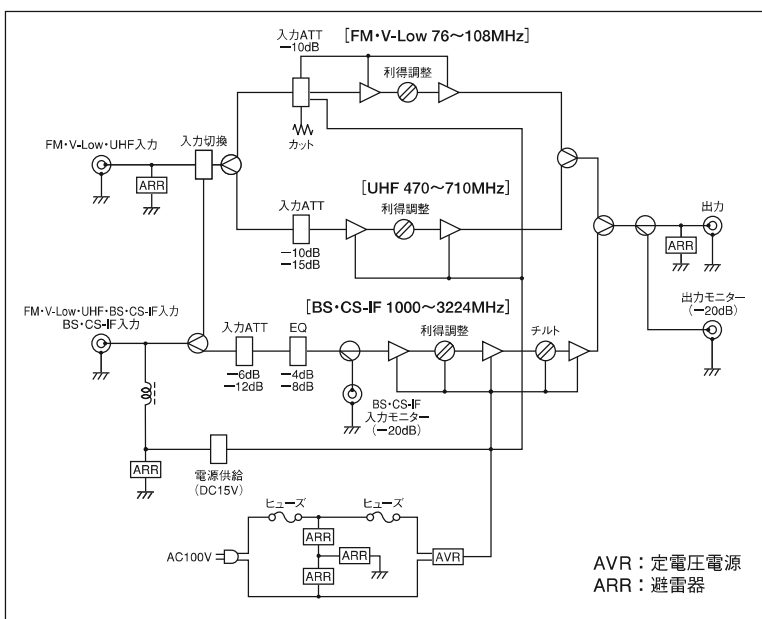 入力ATT
−10dB
[FM・V-Low 76〜108MHz]
利得調整
カット
FM・V-Low・UHF入力
入力切換
ARR
[UHF 470〜710MHz]
入力ATT
利得調整
−10dB
−15dB
出力
ARR
出力モニター
(−20dB)
[BS・CS-IF 1000〜3224MHz]
FM・V-Low・UHF・BS・CS-IF入力
BS・CS-IF入力
入力ATT
EQ
利得調整
チルト
−6dB
−12dB
−4dB
−8dB
BS・CS-IF
入力モニター
(−20dB)
ARR
電源供給
(DC15V)
ヒューズ
ヒューズ
ARR
ARR
ARR
AC100V
AVR
AVR：定電圧電源
ARR：避雷器